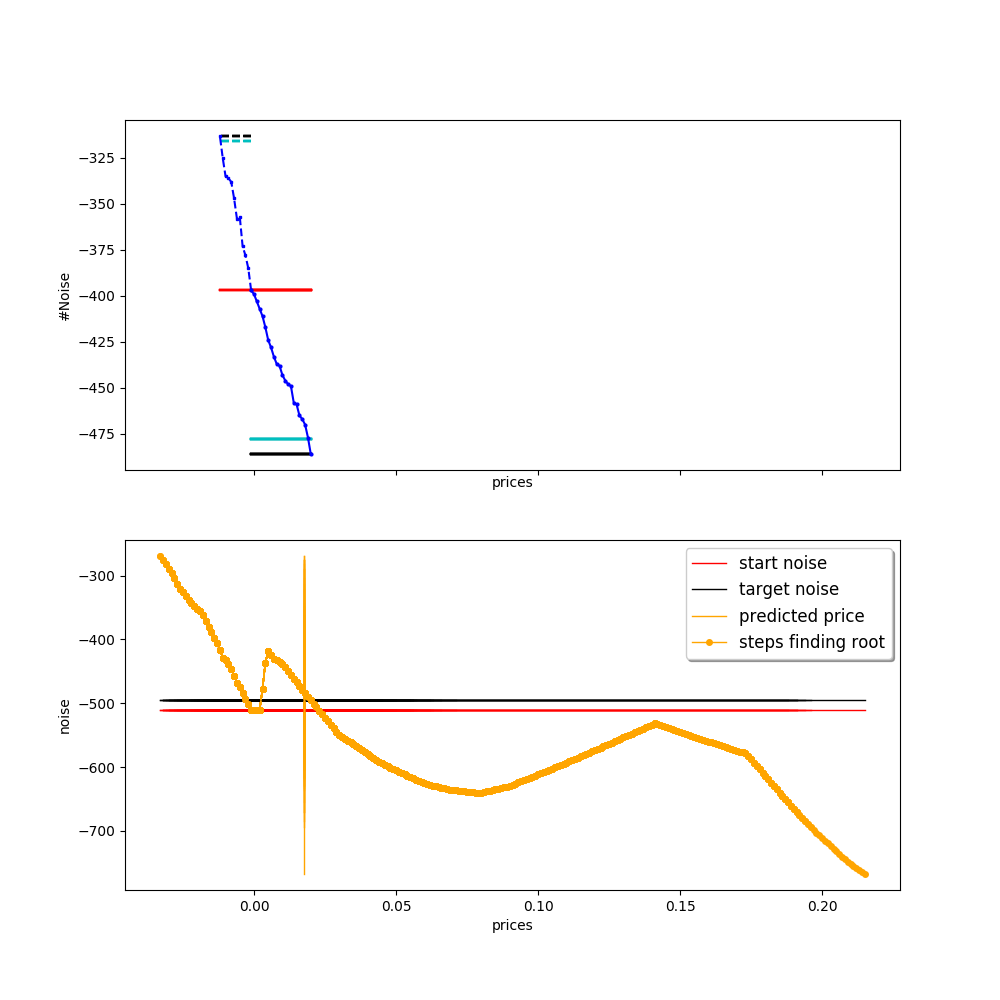 −325
−350
−375
−400
−425
−450
−475
#Noise
prices
−300
−400
−500
−600
−700
noise
start noise
target noise
predicted price
steps finding root
0.00 0.05 0.10 0.15 0.20
prices